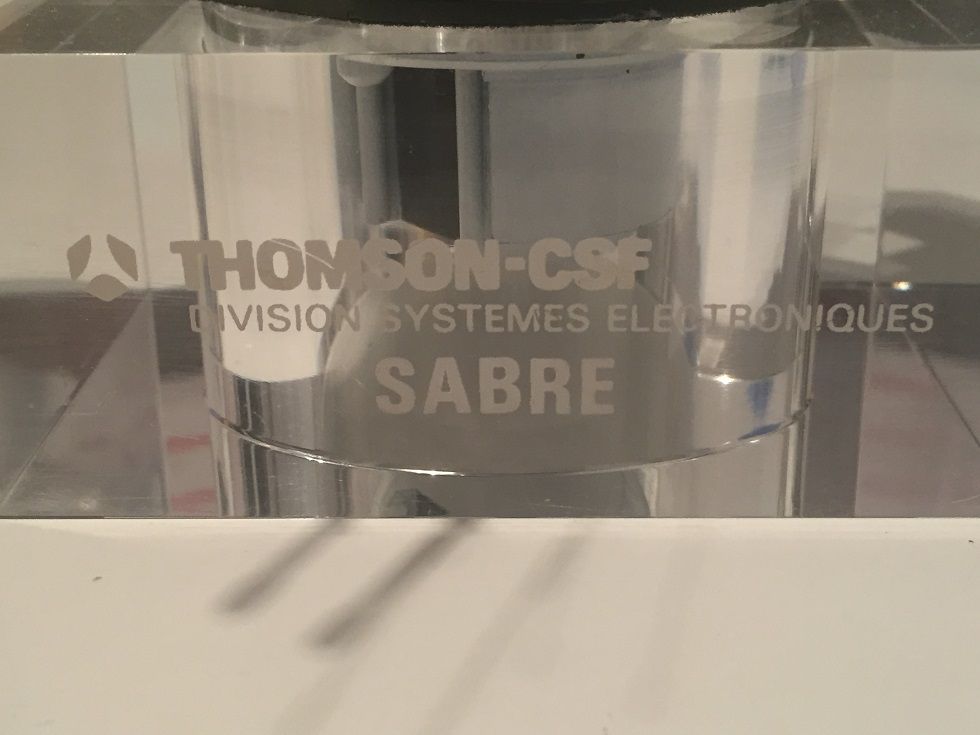 THOMSON-CSF
DIVISION SYSTEMES ELECTRONIQUES
SABRE